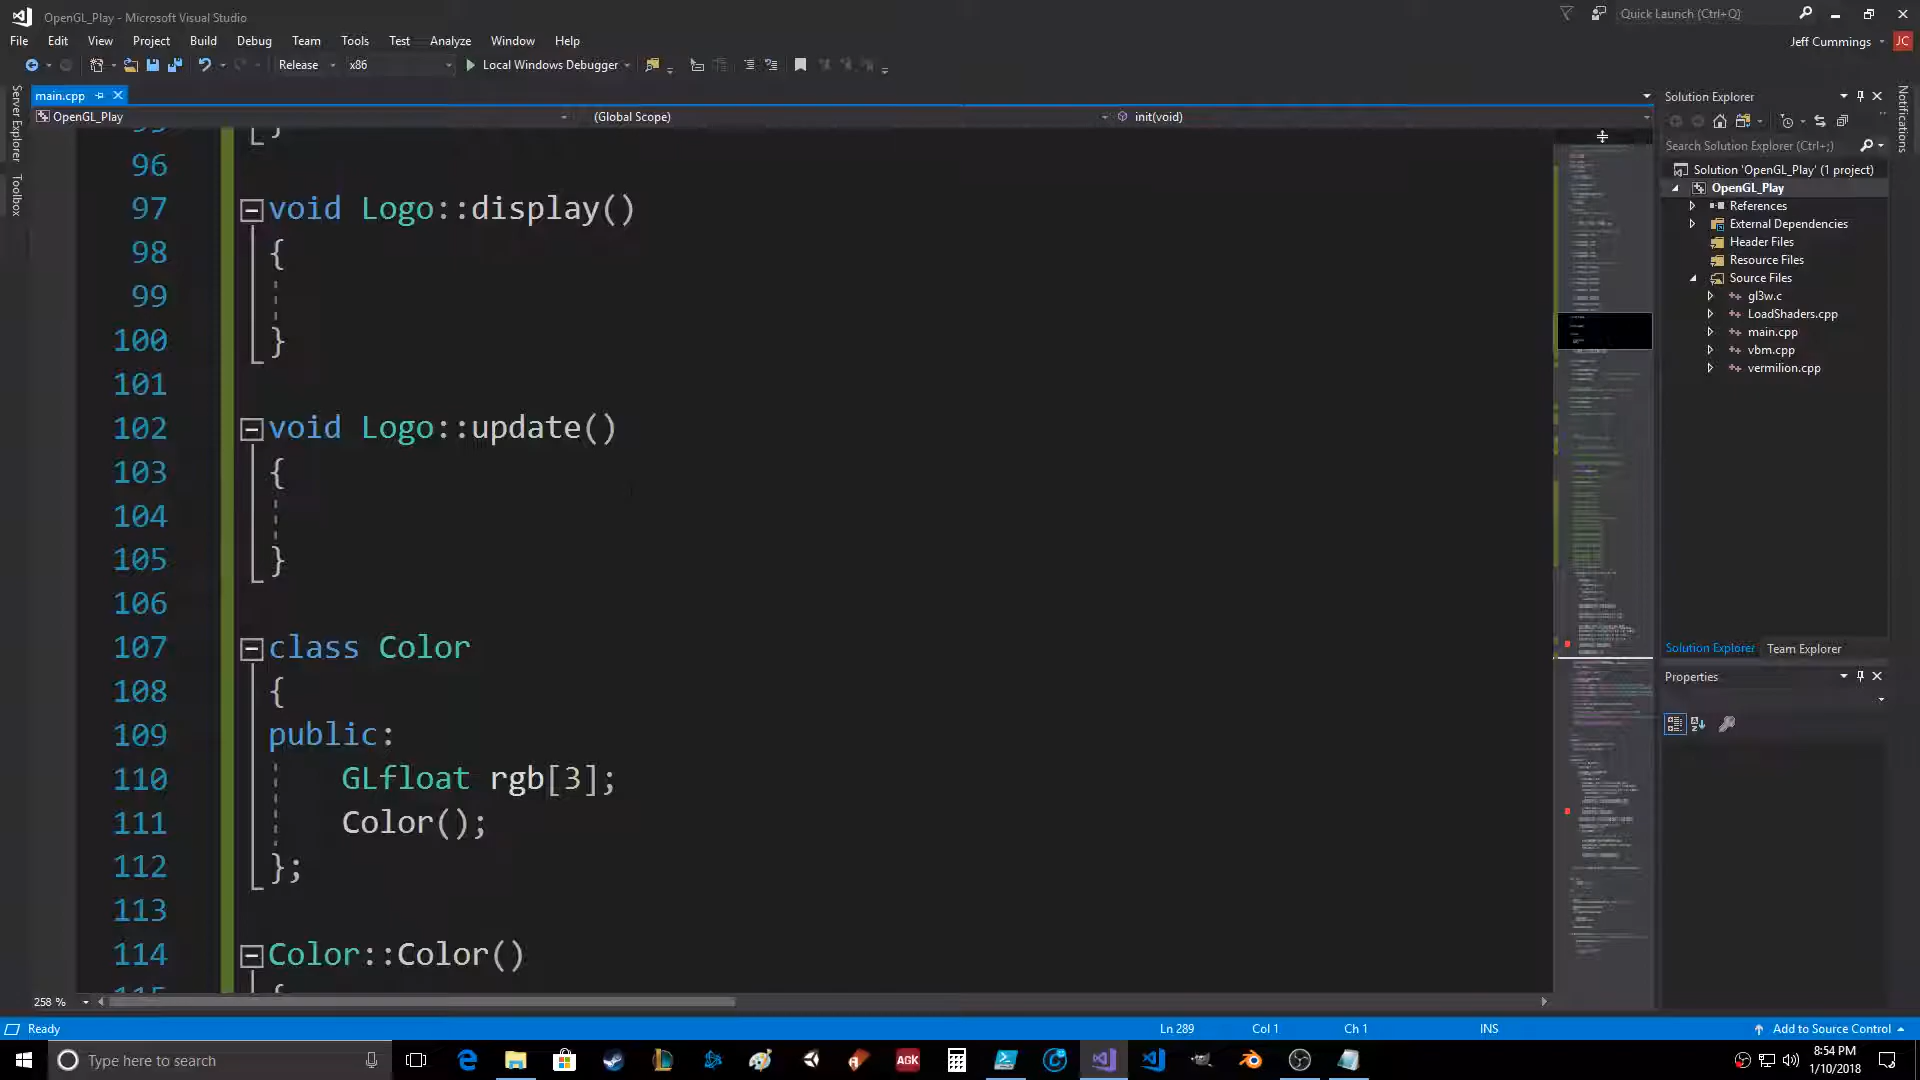 OpenGL_Play - Microsoft Visual Studio
Quick Launch (Ctrl+Q)
File Edit View Project Build Debug Team Tools Test Analyze Window Help
Jeff Cummings JC
Release x86 Local Windows Debugger
Server Explorer
Toolbox
Notifications
main.cpp
OpenGL_Play (Global Scope) init(void)
95 }
96
97 void Logo::display()
98 {
99
100 }
101
102 void Logo::update()
103 {
104
105 }
106
107 class Color
108 {
109 public:
110 GLfloat rgb[3];
111 Color();
112 };
113
114 Color::Color()
115 {
258 %
Solution Explorer
Search Solution Explorer (Ctrl+;)
Solution 'OpenGL_Play' (1 project)
OpenGL_Play
References
External Dependencies
Header Files
Resource Files
Source Files
gl3w.c
LoadShaders.cpp
main.cpp
vbm.cpp
vermilion.cpp
Solution Explorer Team Explorer
Properties
Ready Ln 289 Col 1 Ch 1 INS Add to Source Control
Type here to search
AGK
8:54 PM
1/10/2018